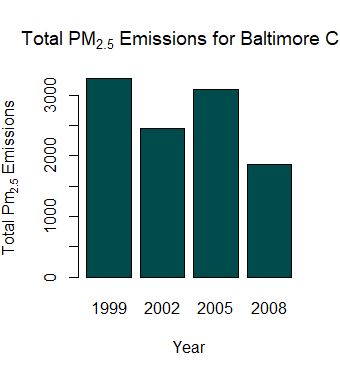 Total PM2.5 Emissions for Baltimore C
Total Pm2.5 Emissions
3000
2000
1000
0
1999 2002 2005 2008
Year